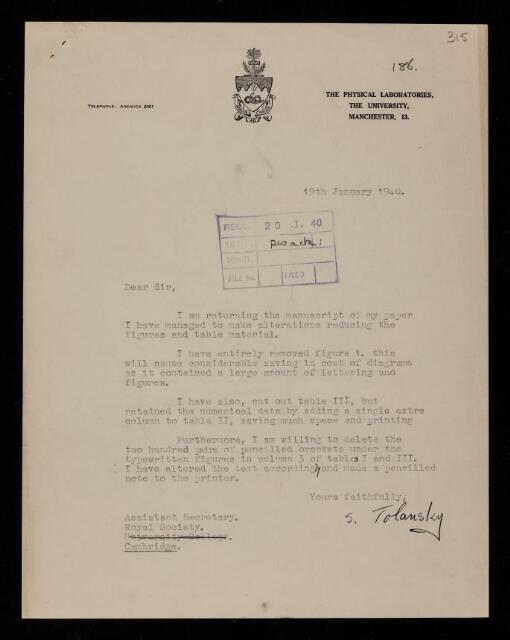 315
186.
TELEPHONE: ARDWICK 2681
THE PHYSICAL LABORATORIES,
THE UNIVERSITY,
MANCHESTER, 13.
19th January 1940.
RECD. 20 .I. 40
FILE No. FILED
Dear Sir,
I am returning the manuscript of my paper
I have managed to make alterations reducing the
figures and table material.
I have entirely removed figure 1. this
will cause considerable saving in cost of diagrams
as it contained a large amount of lettering and
figures.
I have also, cut out table III, but
retained the numerical data by adding a single extra
column to table II, saving much space and printing
Furthermore, I am willing to delete the
two hundred pairs of pencilled brackets under the
typewritten figures in column 3 of tables I and III.
I have altered the text accordingly and made a pencilled
note to the printer.
Yours faithfully,
S. Tolansky
Assistant Secretary.
Royal Society.
University College.
Cambridge.